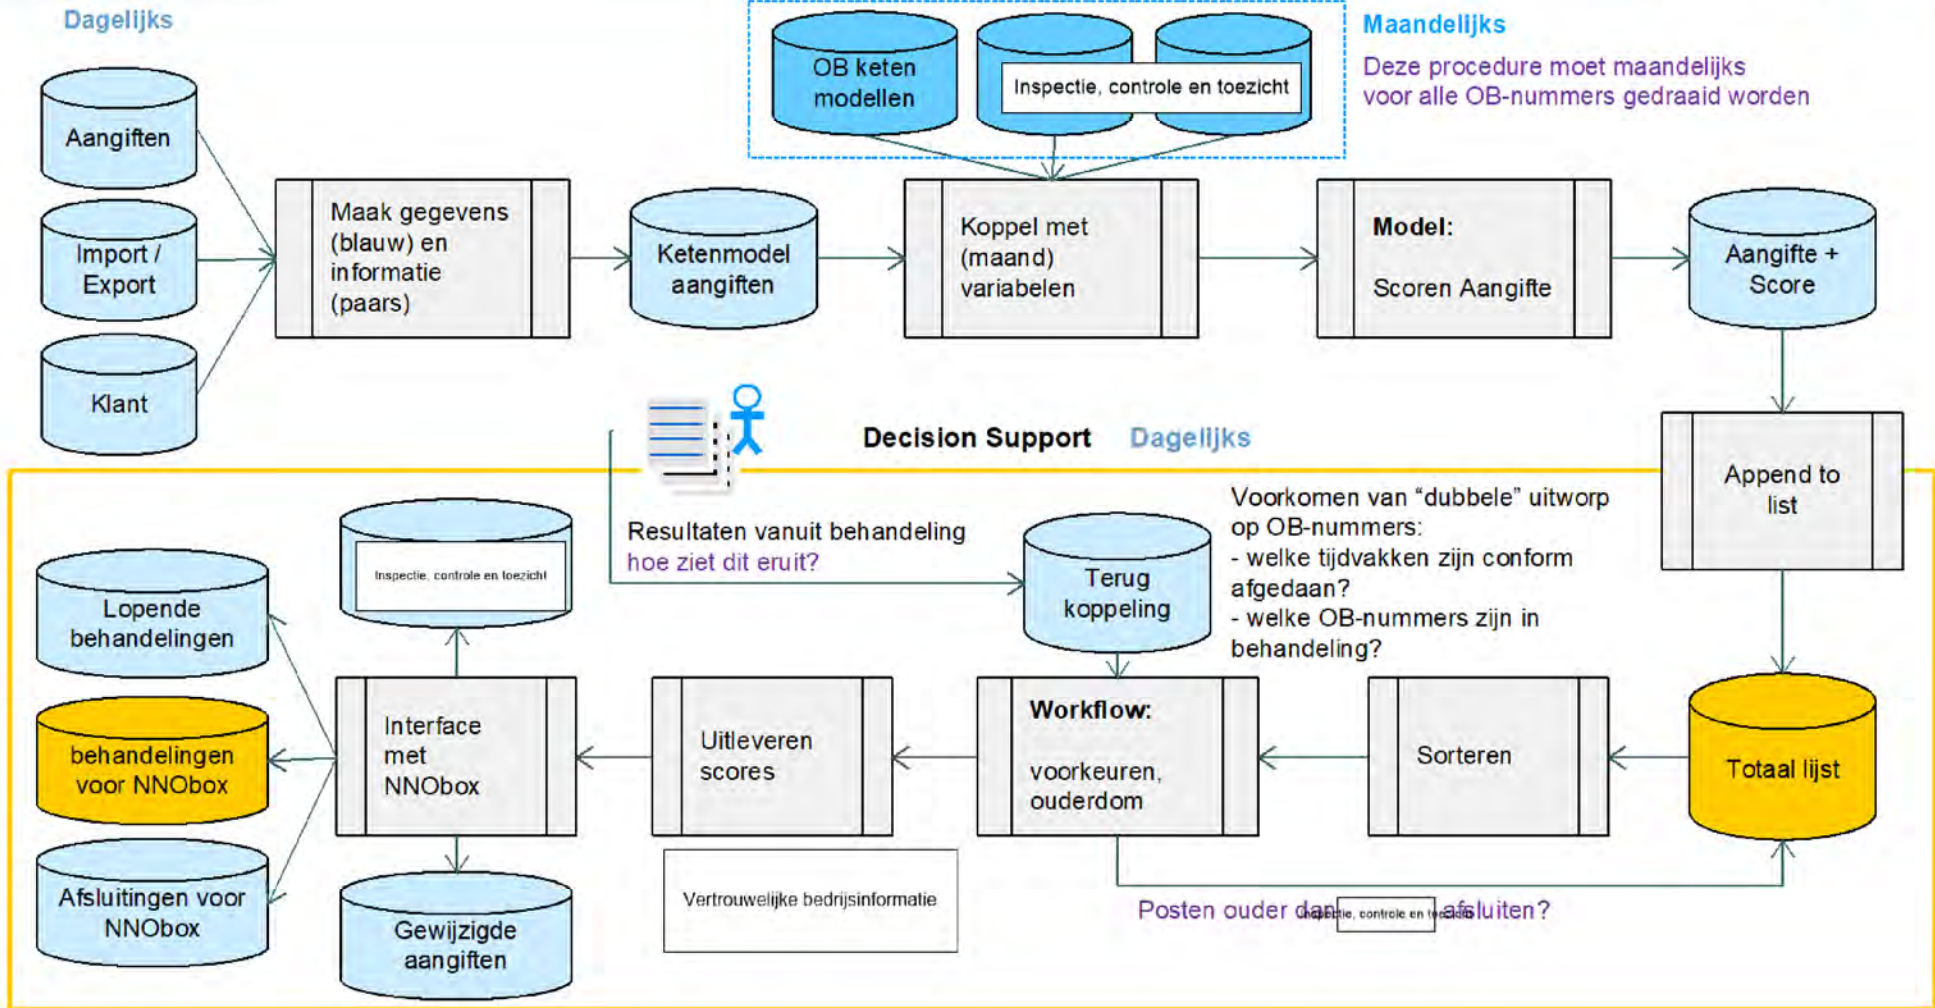 Dagelijks
Aangiften
Import /
Export
Klant
Maak gegevens
(blauw) en
informatie
(paars)
Ketenmodel
aangiften
OB keten
modellen
Inspectie, controle en toezicht
Maandelijks
Deze procedure moet maandelijks
voor alle OB-nummers gedraaid worden
Koppel met
(maand)
variabelen
Model:
Scoren Aangifte
Aangifte +
Score
Append to
list
Decision Support Dagelijks
Resultaten vanuit behandeling
hoe ziet dit eruit?
Terug
koppeling
Voorkomen van “dubbele” uitworp
op OB-nummers:
- welke tijdvakken zijn conform
afgedaan?
- welke OB-nummers zijn in
behandeling?
Totaal lijst
Sorteren
Workflow:
voorkeuren,
ouderdom
Uitleveren
scores
Interface
met
NNObox
Inspectie, controle en toezicht
Lopende
behandelingen
behandelingen
voor NNObox
Afsluitingen voor
NNObox
Gewijzigde
aangiften
Vertrouwelijke bedrijsinformatie
Posten ouder dan Inspectie, controle en toezicht afsluiten?